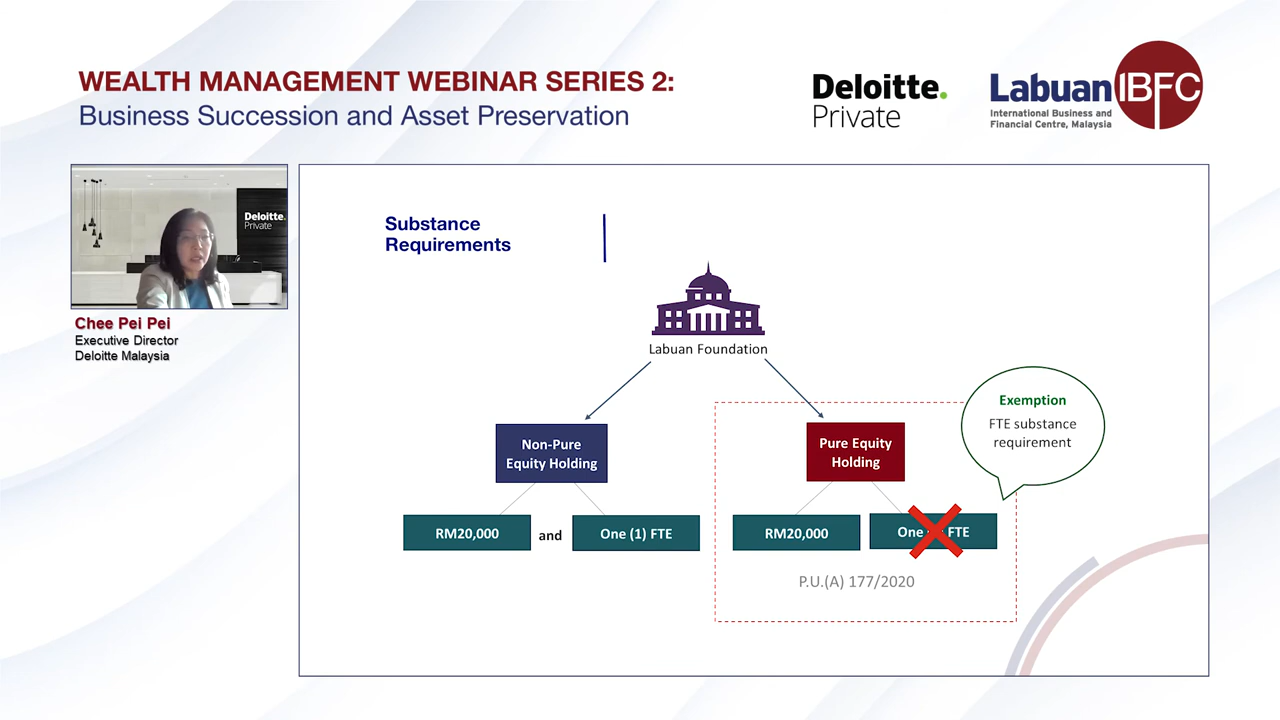 WEALTH MANAGEMENT WEBINAR SERIES 2:
Business Succession and Asset Preservation
Deloitte.
Private
Labuan IBFC
International Business and
Financial Centre, Malaysia
Deloitte.
Private
Chee Pei Pei
Executive Director
Deloitte Malaysia
Substance
Requirements
Labuan Foundation
Non-Pure
Equity Holding
RM20,000
and
One (1) FTE
Pure Equity
Holding
RM20,000
One FTE
P.U.(A) 177/2020
Exemption
FTE substance
requirement